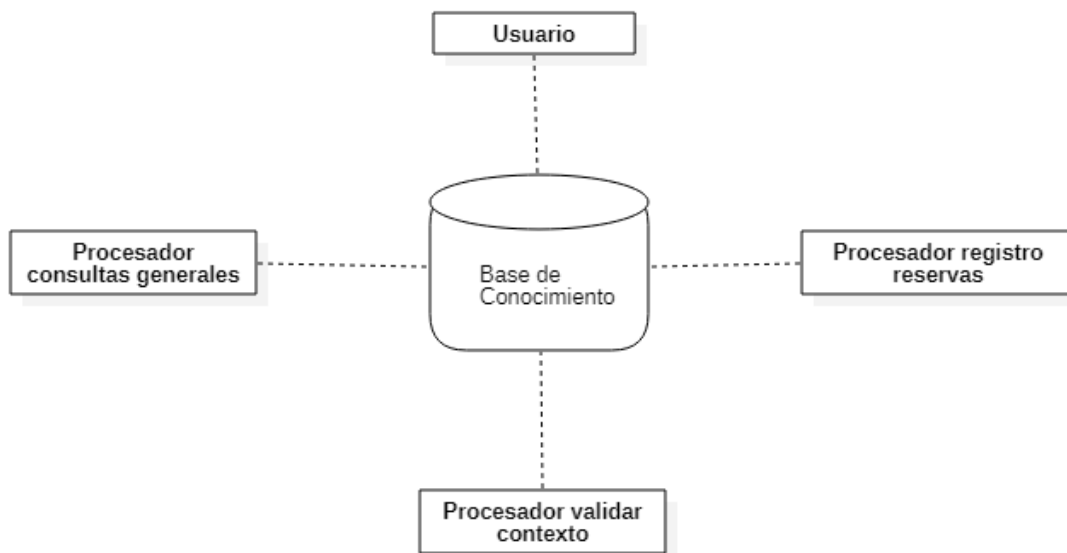 Usuario
Procesador
consultas generales
Base de
Conocimiento
Procesador registro
reservas
Procesador validar
contexto